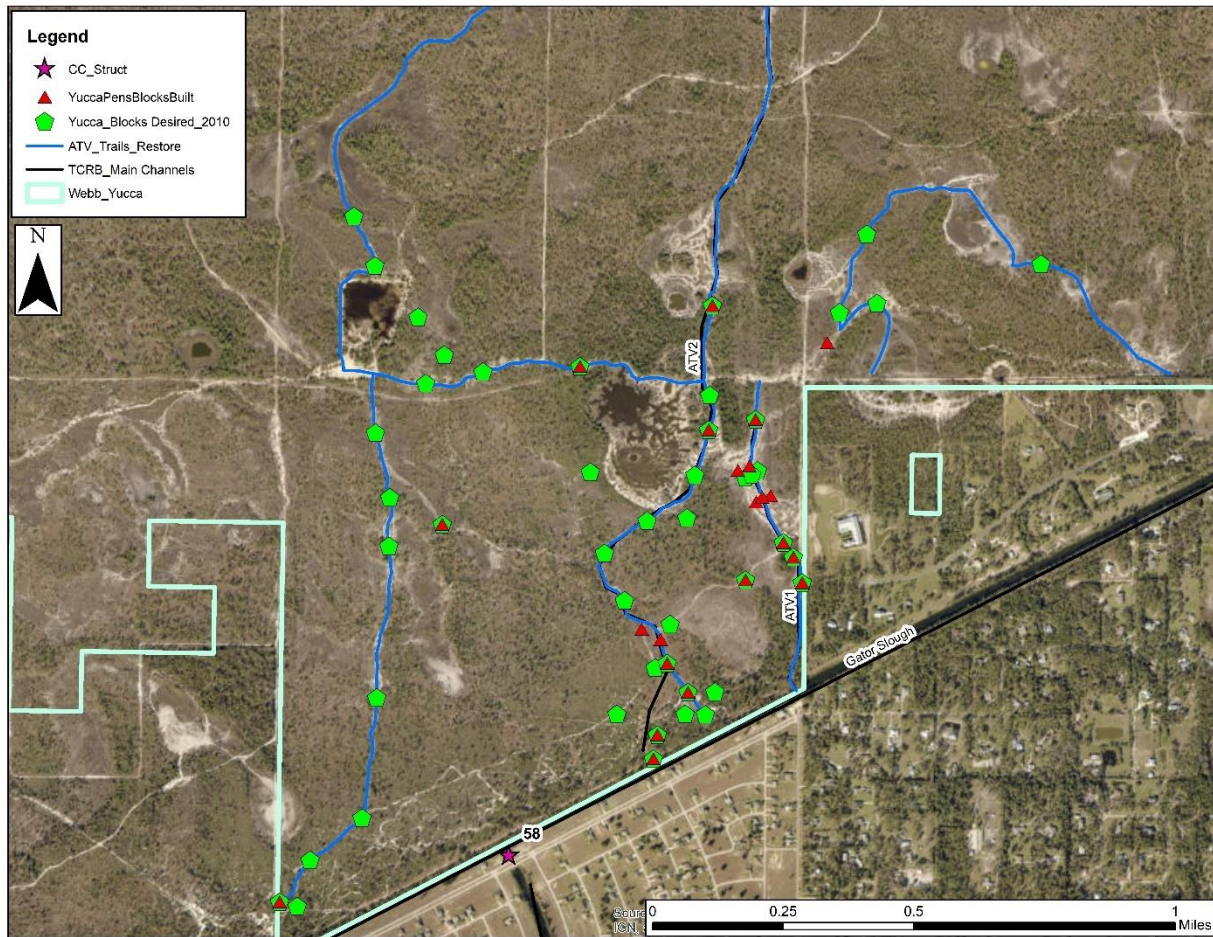 Legend
CC_Struct
YuccaPensBlocksBuilt
Yucca_Blocks Desired_2010
ATV_Trails_Restore
TCRB_Main Channels
Webb_Yucca
N
ATV2
ATV1
Gator Slough
58
0 0.25 0.5 1
Miles
IGN,